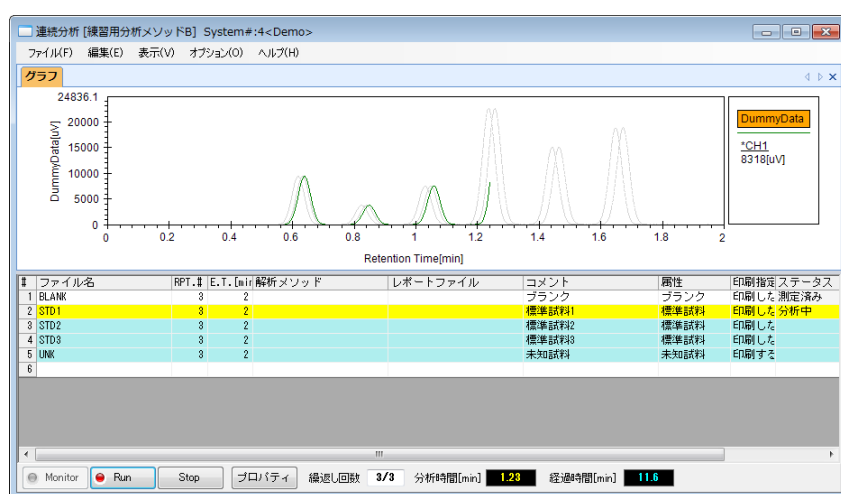 連続分析 [練習用分析メソッドB] System#:4<Demo>
ファイル(F) 編集(E) 表示(V) オプション(O) ヘルプ(H)
グラフ
24836.1
20000
15000
10000
5000
0
DummyData[uV]
0 0.2 0.4 0.6 0.8 1 1.2 1.4 1.6 1.8 2
Retention Time[min]
DummyData
*CH1
8318[uV]
# ファイル名 RPT.# E.T.[min 解析メソッド レポートファイル コメント 属性 印刷指定 ステータス
1 BLANK 3 2 ブランク ブランク 印刷した 測定済み
2 STD1 3 2 標準試料1 標準試料 印刷した 分析中
3 STD2 3 2 標準試料2 標準試料 印刷した
4 STD3 3 2 標準試料3 標準試料 印刷した
5 UNK 3 2 未知試料 未知試料 印刷する
6
Monitor Run Stop プロパティ 繰返し回数 3/3 分析時間[min] 1.23 経過時間[min] 11.6